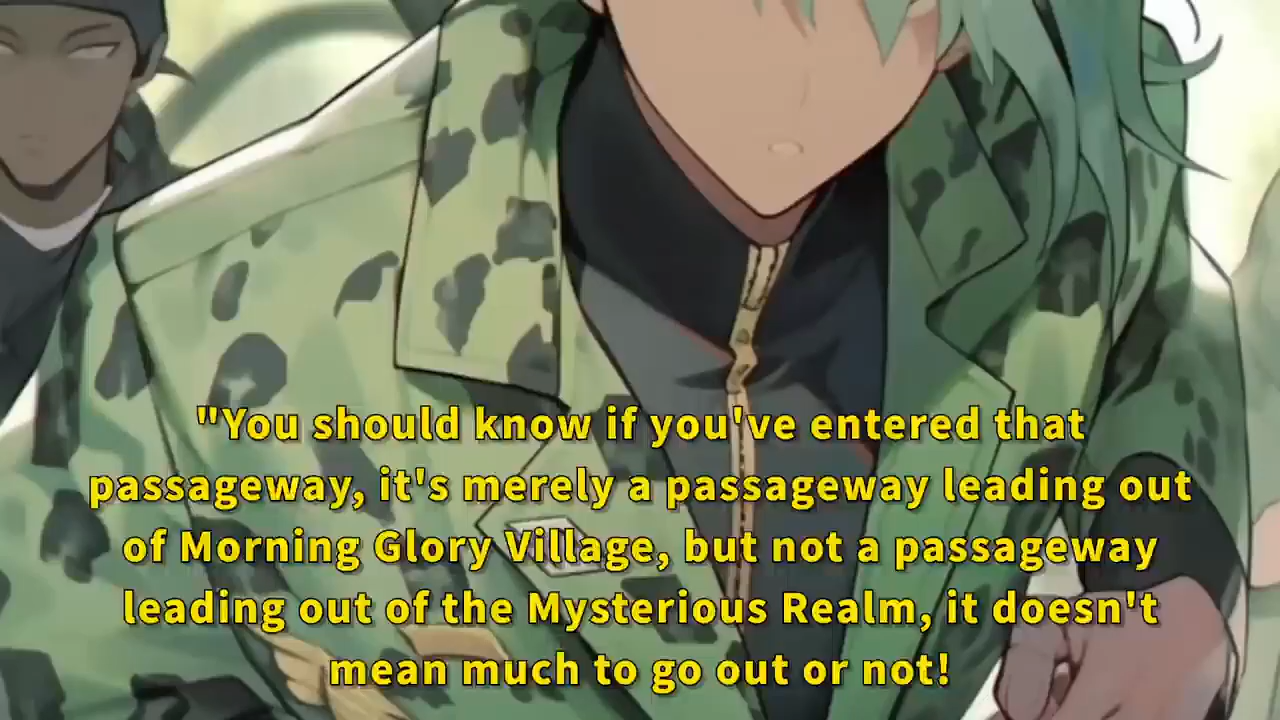 "You should know if you've entered that
passageway, it's merely a passageway leading out
of Morning Glory Village, but not a passageway
leading out of the Mysterious Realm, it doesn't
mean much to go out or not!